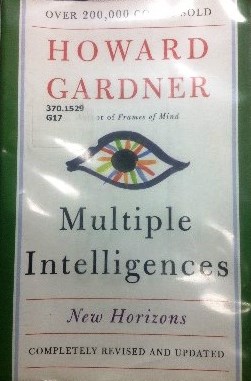 OVER 200,000 SOLD
HOWARD
GARDNER
370.1529
G17
of Frames of Mind
Multiple
Intelligences
New Horizons
COMPLETELY REVISED AND UPDATED